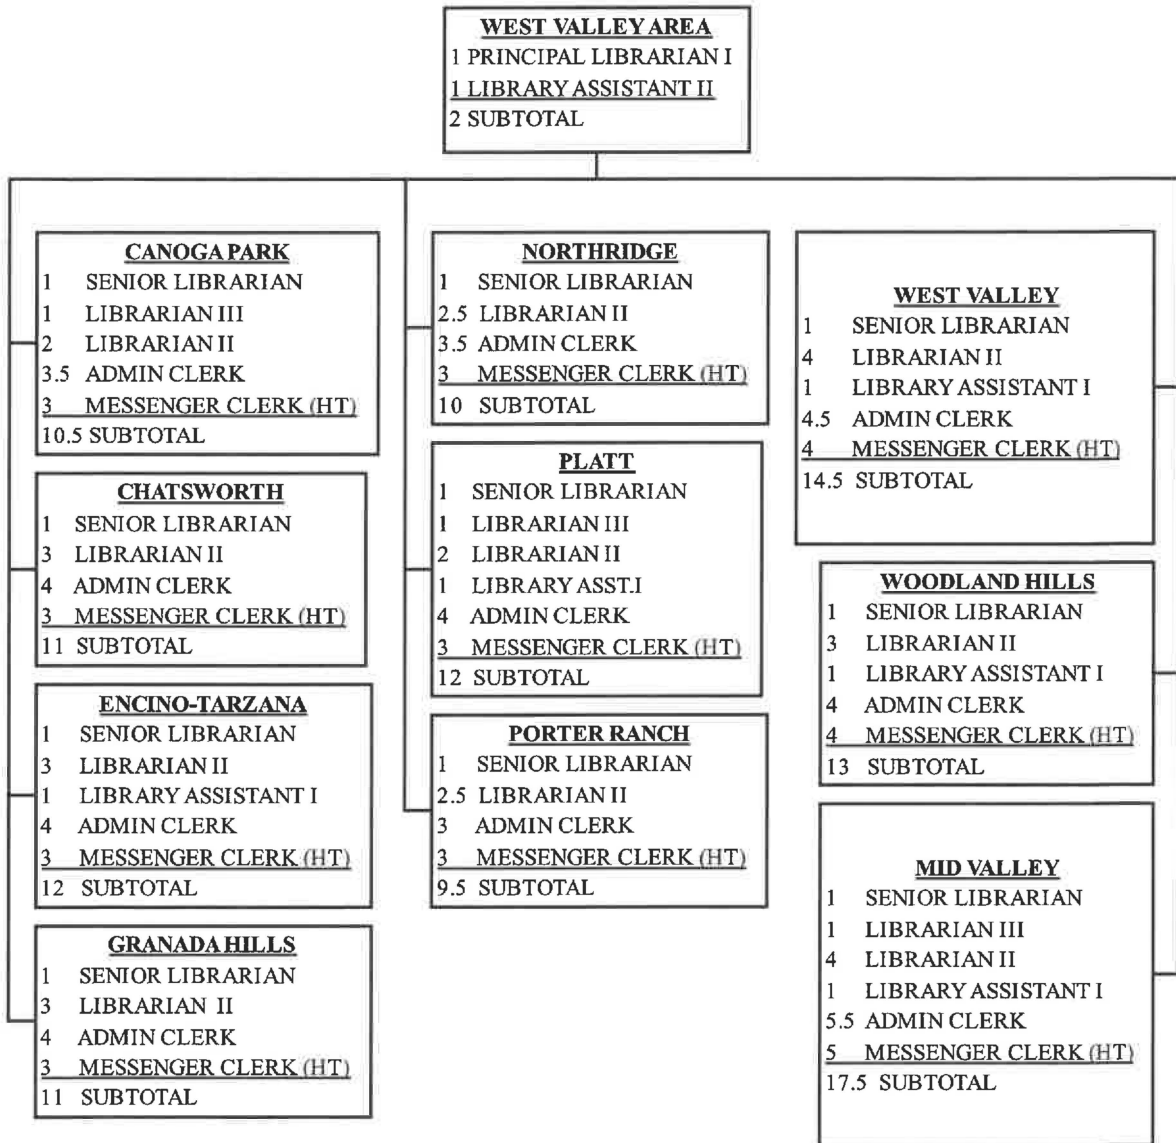 WEST VALLEY AREA
1 PRINCIPAL LIBRARIAN I
1 LIBRARY ASSISTANT II
2 SUBTOTAL
CANOGA PARK
1 SENIOR LIBRARIAN
1 LIBRARIAN III
2 LIBRARIAN II
3.5 ADMIN CLERK
3 MESSENGER CLERK (HT)
10.5 SUBTOTAL
CHATSWORTH
1 SENIOR LIBRARIAN
3 LIBRARIAN II
4 ADMIN CLERK
3 MESSENGER CLERK (HT)
11 SUBTOTAL
ENCINO-TARZANA
1 SENIOR LIBRARIAN
3 LIBRARIAN II
1 LIBRARY ASSISTANT I
4 ADMIN CLERK
3 MESSENGER CLERK (HT)
12 SUBTOTAL
GRANADA HILLS
1 SENIOR LIBRARIAN
3 LIBRARIAN II
4 ADMIN CLERK
3 MESSENGER CLERK (HT)
11 SUBTOTAL
NORTHRIDGE
1 SENIOR LIBRARIAN
2.5 LIBRARIAN II
3.5 ADMIN CLERK
3 MESSENGER CLERK (HT)
10 SUBTOTAL
PLATT
1 SENIOR LIBRARIAN
1 LIBRARIAN III
2 LIBRARIAN II
1 LIBRARY ASST.I
4 ADMIN CLERK
3 MESSENGER CLERK (HT)
12 SUBTOTAL
PORTER RANCH
1 SENIOR LIBRARIAN
2.5 LIBRARIAN II
3 ADMIN CLERK
3 MESSENGER CLERK (HT)
9.5 SUBTOTAL
WEST VALLEY
1 SENIOR LIBRARIAN
4 LIBRARIAN II
1 LIBRARY ASSISTANT I
4.5 ADMIN CLERK
4 MESSENGER CLERK (HT)
14.5 SUBTOTAL
WOODLAND HILLS
1 SENIOR LIBRARIAN
3 LIBRARIAN II
1 LIBRARY ASSISTANT I
4 ADMIN CLERK
4 MESSENGER CLERK (HT)
13 SUBTOTAL
MID VALLEY
1 SENIOR LIBRARIAN
1 LIBRARIAN III
4 LIBRARIAN II
1 LIBRARY ASSISTANT I
5.5 ADMIN CLERK
5 MESSENGER CLERK (HT)
17.5 SUBTOTAL